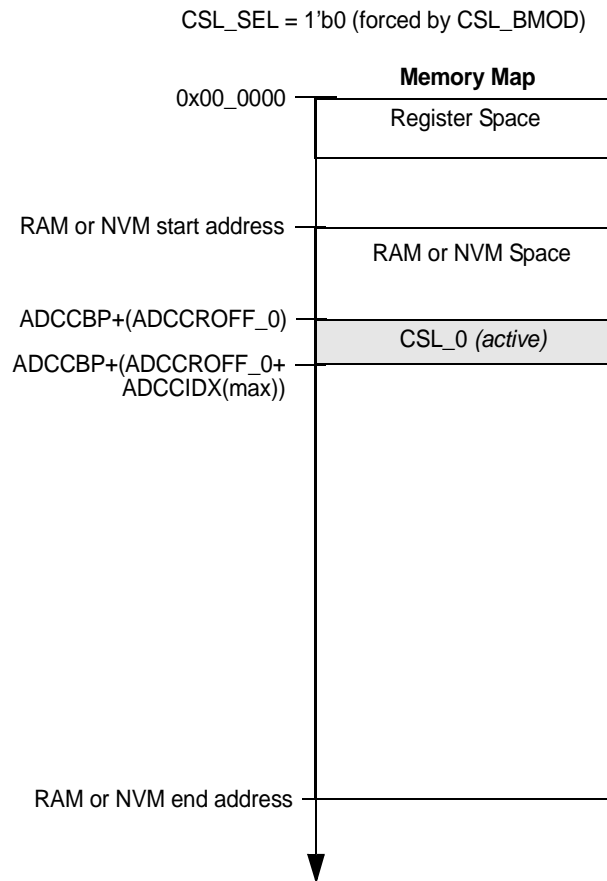 CSL_SEL = 1'b0 (forced by CSL_BMOD)
Memory Map
0x00_0000
Register Space
RAM or NVM start address
RAM or NVM Space
ADCCBP+(ADCCROFF_0)
CSL_0 (active)
ADCCBP+(ADCCROFF_0+
ADCCIDX(max))
RAM or NVM end address